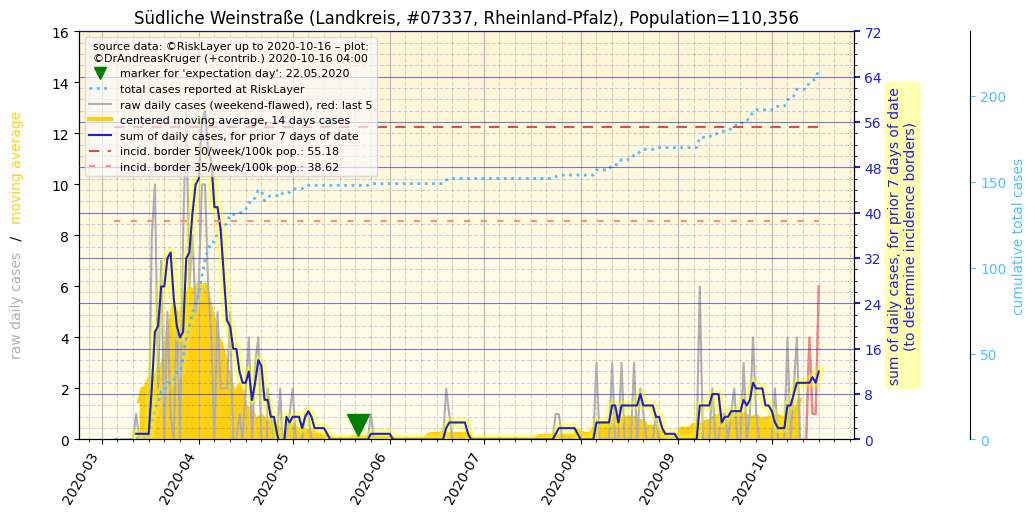 Südliche Weinstraße (Landkreis, #07337, Rheinland-Pfalz), Population=110,356
source data: ©RiskLayer up to 2020-10-16 – plot:
©DrAndreasKruger (+contrib.) 2020-10-16 04:00
marker for 'expectation day': 22.05.2020
total cases reported at RiskLayer
raw daily cases (weekend-flawed), red: last 5
centered moving average, 14 days cases
sum of daily cases, for prior 7 days of date
incid. border 50/week/100k pop.: 55.18
incid. border 35/week/100k pop.: 38.62
raw daily cases / moving average
16
14
12
10
8
6
4
2
0
72
64
56
48
40
32
24
16
8
0
sum of daily cases, for prior 7 days of date
(to determine incidence borders)
200
150
100
50
0
cumulative total cases
2020-03
2020-04
2020-05
2020-06
2020-07
2020-08
2020-09
2020-10